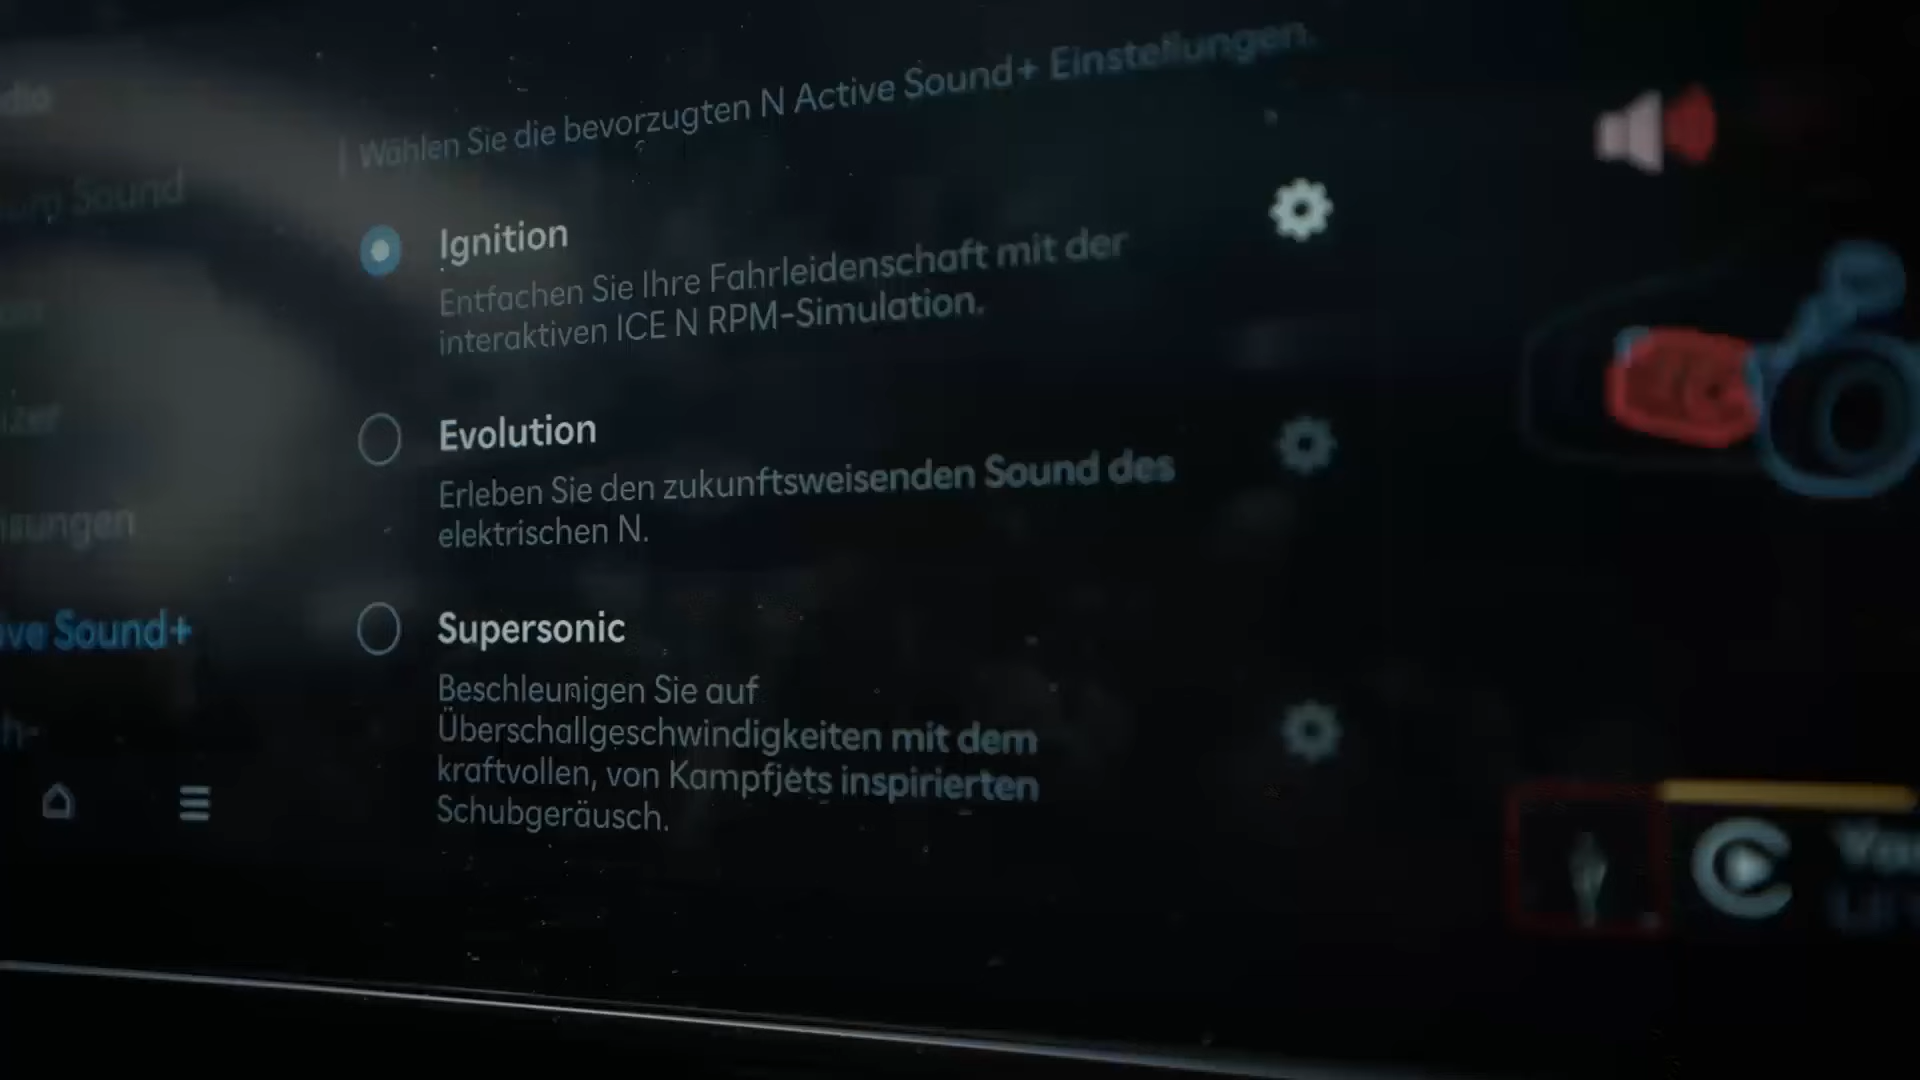 Wählen Sie die bevorzugten N Active Sound+ Einstellungen.
Sound
Ignition
Entfachen Sie Ihre Fahrleidenschaft mit der
interaktiven ICE N RPM-Simulation.
Evolution
Erleben Sie den zukunftsweisenden Sound des
elektrischen N.
Sound+
Supersonic
Beschleunigen Sie auf
Überschallgeschwindigkeiten mit dem
kraftvollen, von Kampfjets inspirierten
Schubgeräusch.